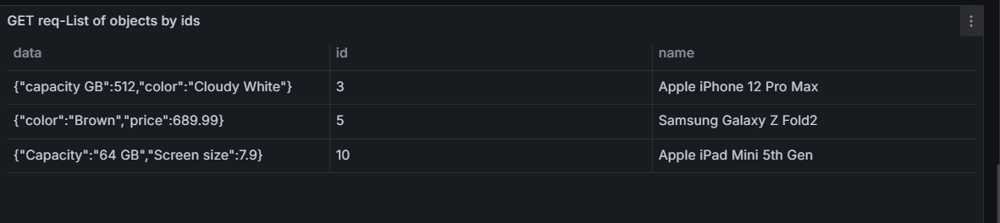 GET req-List of objects by ids
data id name
{"capacity GB":512,"color":"Cloudy White"} 3 Apple iPhone 12 Pro Max
{"color":"Brown","price":689.99} 5 Samsung Galaxy Z Fold2
{"Capacity":"64 GB","Screen size":7.9} 10 Apple iPad Mini 5th Gen